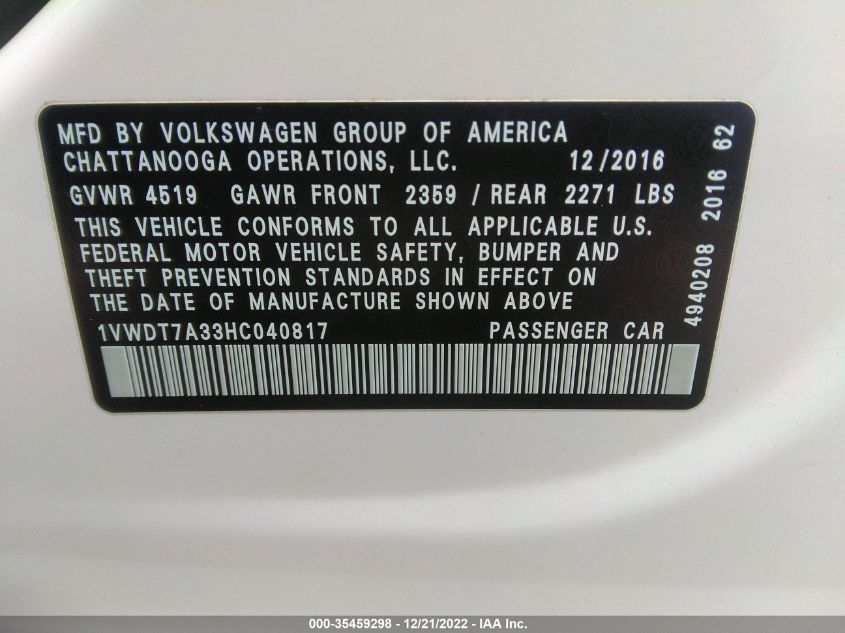 MFD BY VOLKSWAGEN GROUP OF AMERICA
CHATTANOOGA OPERATIONS, LLC. 12/2016
GVWR 4519 GAWR FRONT 2359 / REAR 2271 LBS
THIS VEHICLE CONFORMS TO ALL APPLICABLE U.S.
FEDERAL MOTOR VEHICLE SAFETY, BUMPER AND
THEFT PREVENTION STANDARDS IN EFFECT ON
THE DATE OF MANUFACTURE SHOWN ABOVE
1VWDT7A33HC040817 PASSENGER CAR
4940208 2016 62
000-35459298 - 12/21/2022 - IAA Inc.